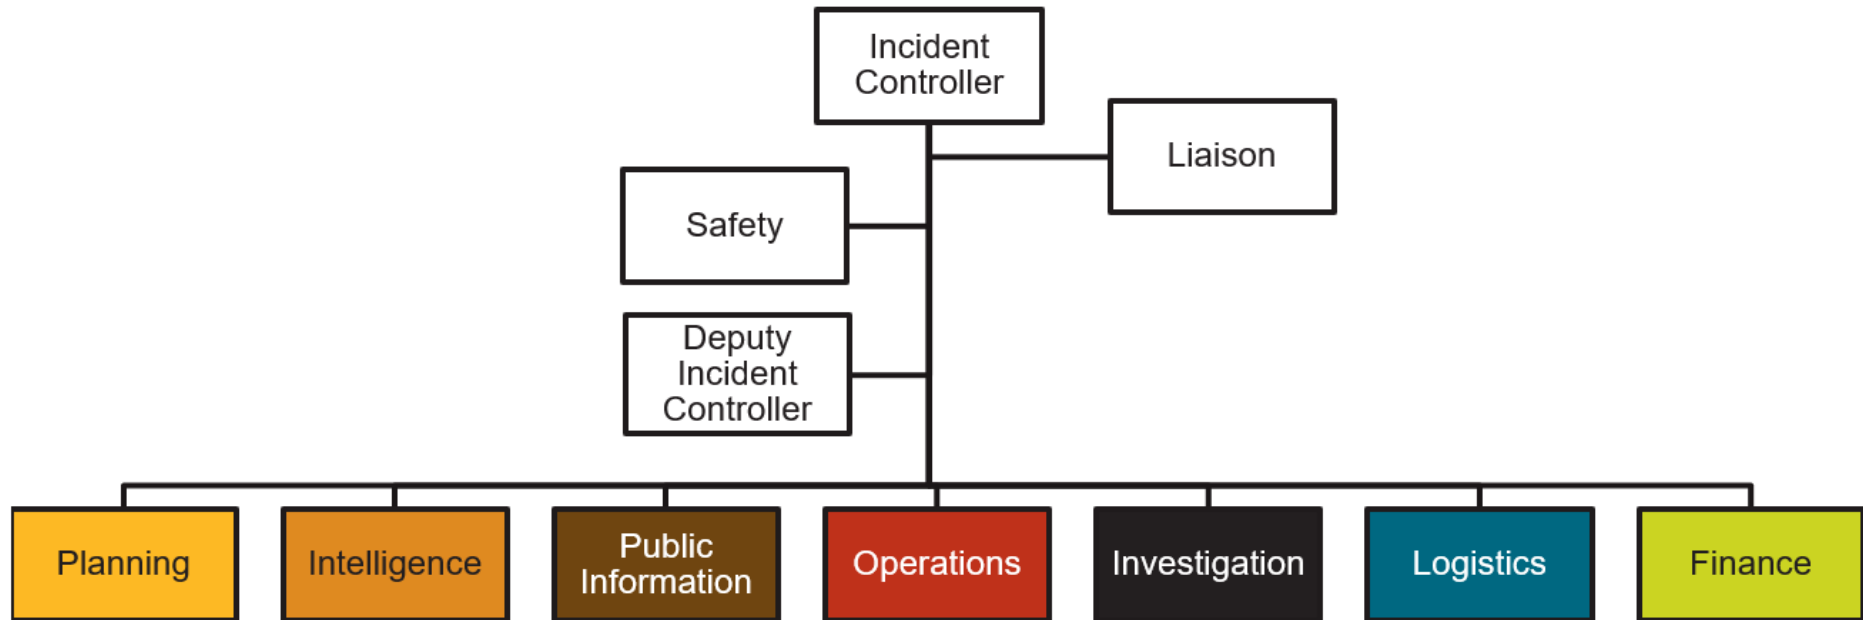 Incident
Controller
Liaison
Safety
Deputy
Incident
Controller
Planning
Intelligence
Public
Information
Operations
Investigation
Logistics
Finance